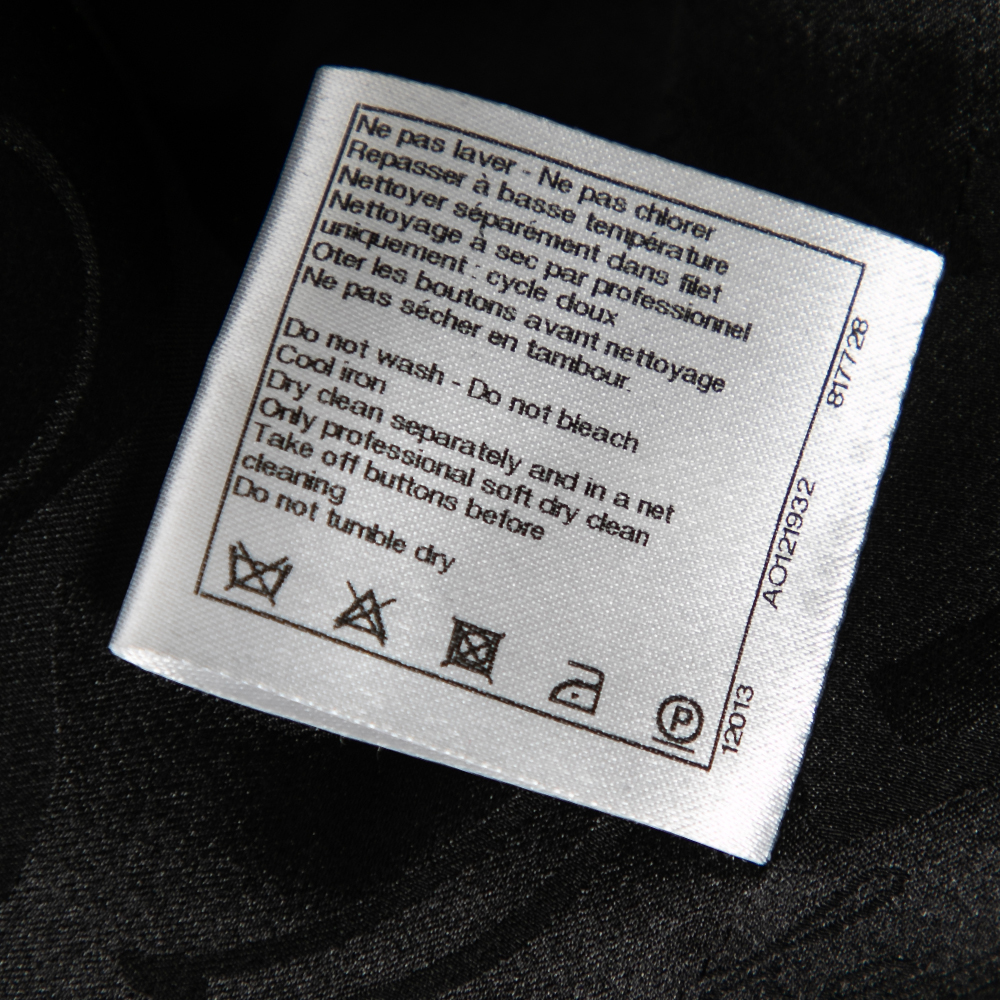 Ne pas laver - Ne pas chlorer
Repasser à basse température
Nettoyer séparément dans filet
Nettoyage à sec par professionnel
uniquement : cycle doux
Oter les boutons avant nettoyage
Ne pas sécher en tambour.
Do not wash - Do not bleach
Cool iron
Dry clean separately and in a net
Only professional soft dry clean
Take off buttons before
cleaning
Do not tumble dry
P
12013 AO121932 817728